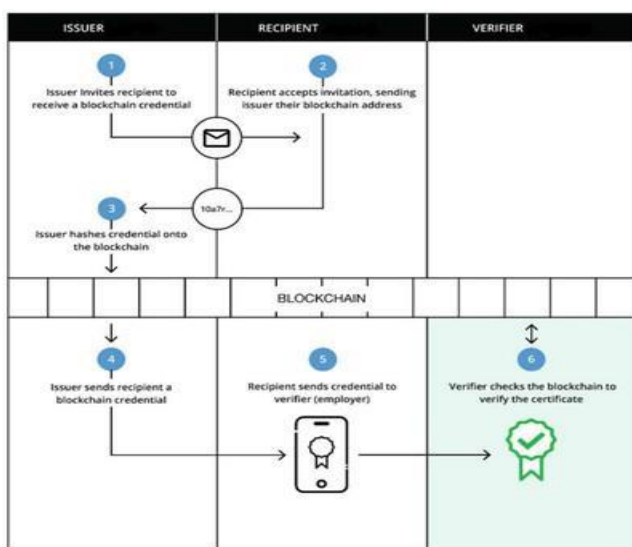 ISSUER
RECIPIENT
VERIFIER
1
Issuer Invites recipient to
receive a blockchain credential
2
Recipient accepts invitation, sending
issuer their blockchain address
10a7r...
3
Issuer hashes credential onto
the blockchain
BLOCKCHAIN
4
Issuer sends recipient a
blockchain credential
5
Recipient sends credential to
verifier (employer)
6
Verifier checks the blockchain to
verify the certificate